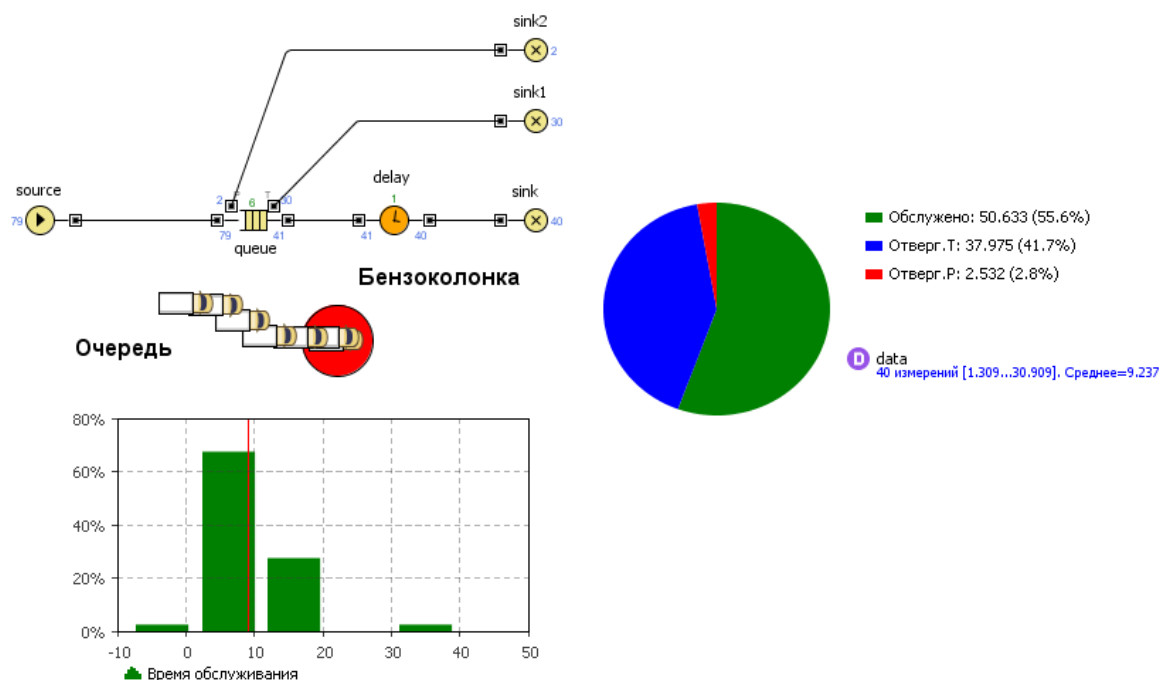 sink2
2
sink1
30
source
delay
sink
79
2
P
6
T
30
1
40
79
41
41
40
queue
Бензоколонка
Очередь
Обслужено: 50.633 (55.6%)
Отверг.Т: 37.975 (41.7%)
Отверг.Р: 2.532 (2.8%)
D
data
40 измерений [1.309...30.909]. Среднее=9.237
80%
60%
40%
20%
0%
-10
0
10
20
30
40
50
Время обслуживания